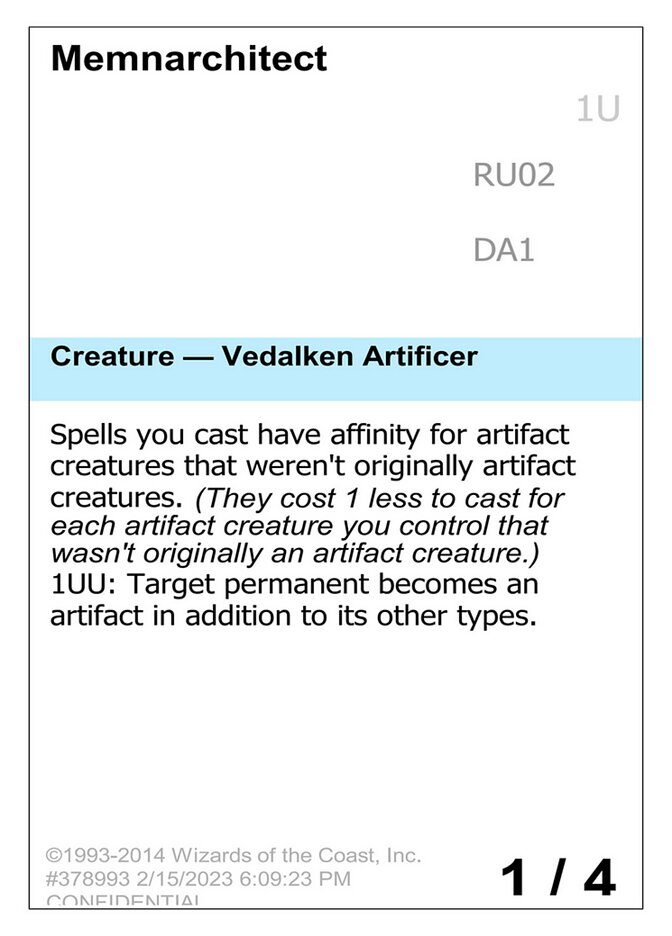 Memnarchitect
1U
RU02
DA1
Creature — Vedalken Artificer
Spells you cast have affinity for artifact
creatures that weren't originally artifact
creatures. (They cost 1 less to cast for
each artifact creature you control that
wasn't originally an artifact creature.)
1UU: Target permanent becomes an
artifact in addition to its other types.
©1993-2014 Wizards of the Coast, Inc.
#378993 2/15/2023 6:09:23 PM
CONFIDENTIAL
1 / 4